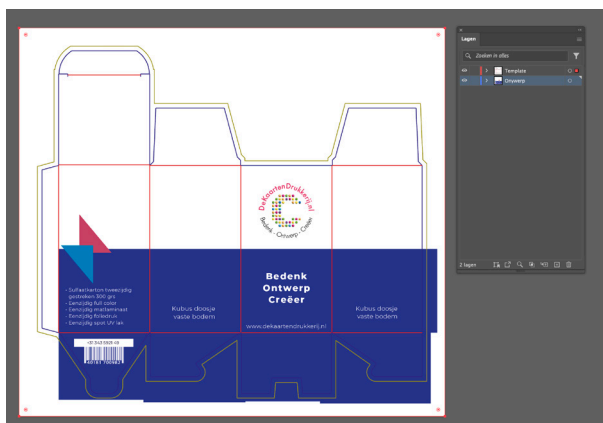 Lagen
Zoeken in alles
Template
Ontwerp
2 lagen
DeKaartenDrukkerij.nl
Bedenk - Ontwerp - Creëer
Bedenk
Ontwerp
Creëer
- Sulfaatkarton tweezijdig
gestreken 300 grs
- Eenzijdig full color
- Eenzijdig matlaminaat
- Eenzijdig foliedruk
- Eenzijdig spot UV lak
Kubus doosje
vaste bodem
www.dekaartendrukkerij.nl
Kubus doosje
vaste bodem